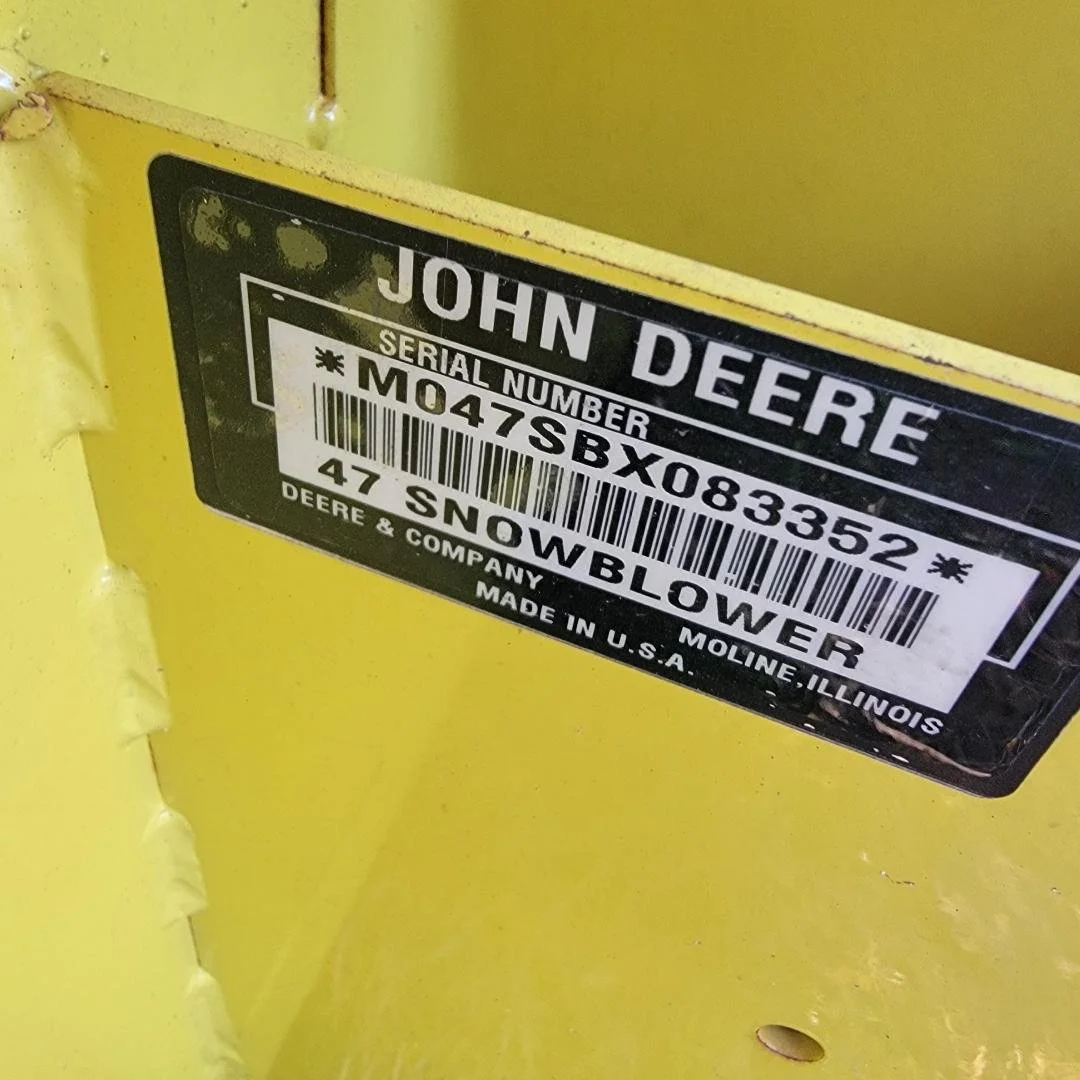 JOHN DEERE
SERIAL NUMBER
*M047SBX083352*
47 SNOWBLOWER
DEERE & COMPANY MOLINE, ILLINOIS
MADE IN U.S.A.